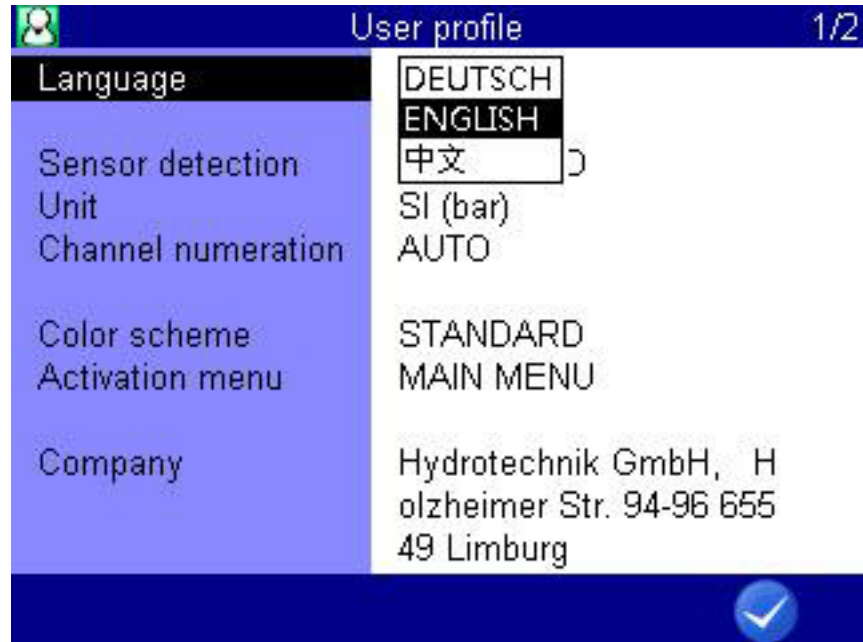 User profile 1/2
Language
DEUTSCH
ENGLISH
中文
Sensor detection
Unit SI (bar)
Channel numeration AUTO
Color scheme STANDARD
Activation menu MAIN MENU
Company Hydrotechnik GmbH, H
olzheimer Str. 94-96 655
49 Limburg